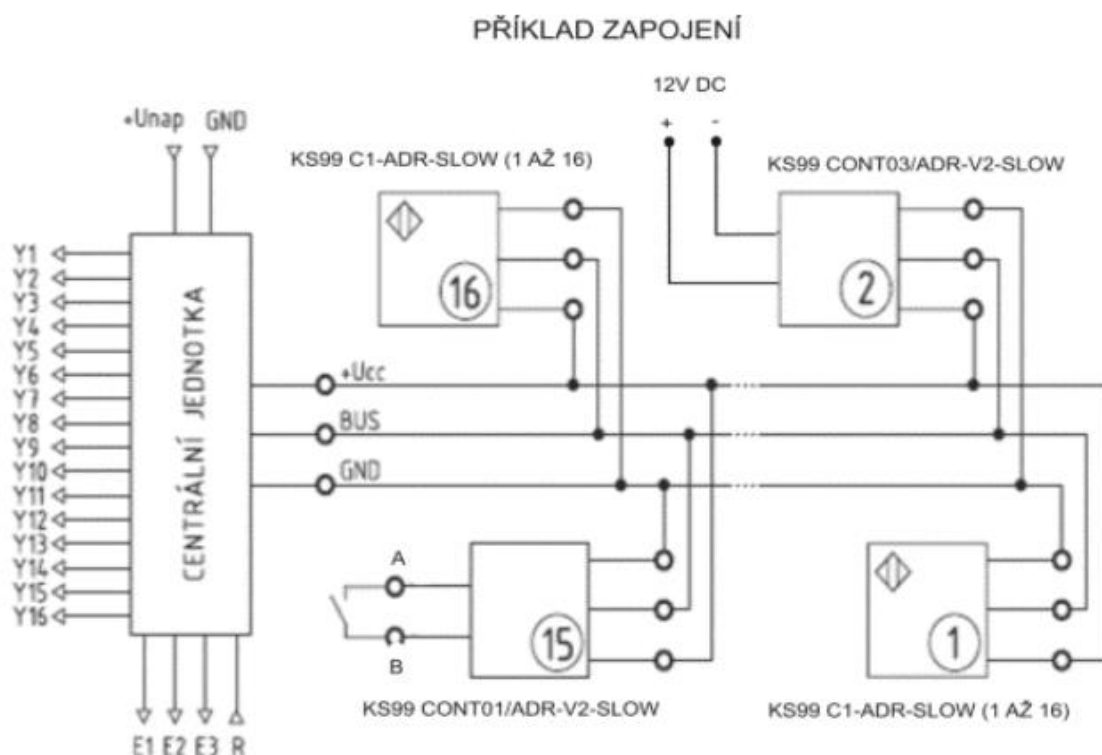 PŘÍKLAD ZAPOJENÍ
12V DC
+ -
+Unap GND
KS99 C1-ADR-SLOW (1 AŽ 16)
KS99 CONT03/ADR-V2-SLOW
16
2
Y1
Y2
Y3
Y4
Y5
Y6
Y7
Y8
Y9
Y10
Y11
Y12
Y13
Y14
Y15
Y16
CENTRÁLNÍ JEDNOTKA
+Ucc
BUS
GND
A
B
15
1
KS99 CONT01/ADR-V2-SLOW
KS99 C1-ADR-SLOW (1 AŽ 16)
E1 E2 E3 R